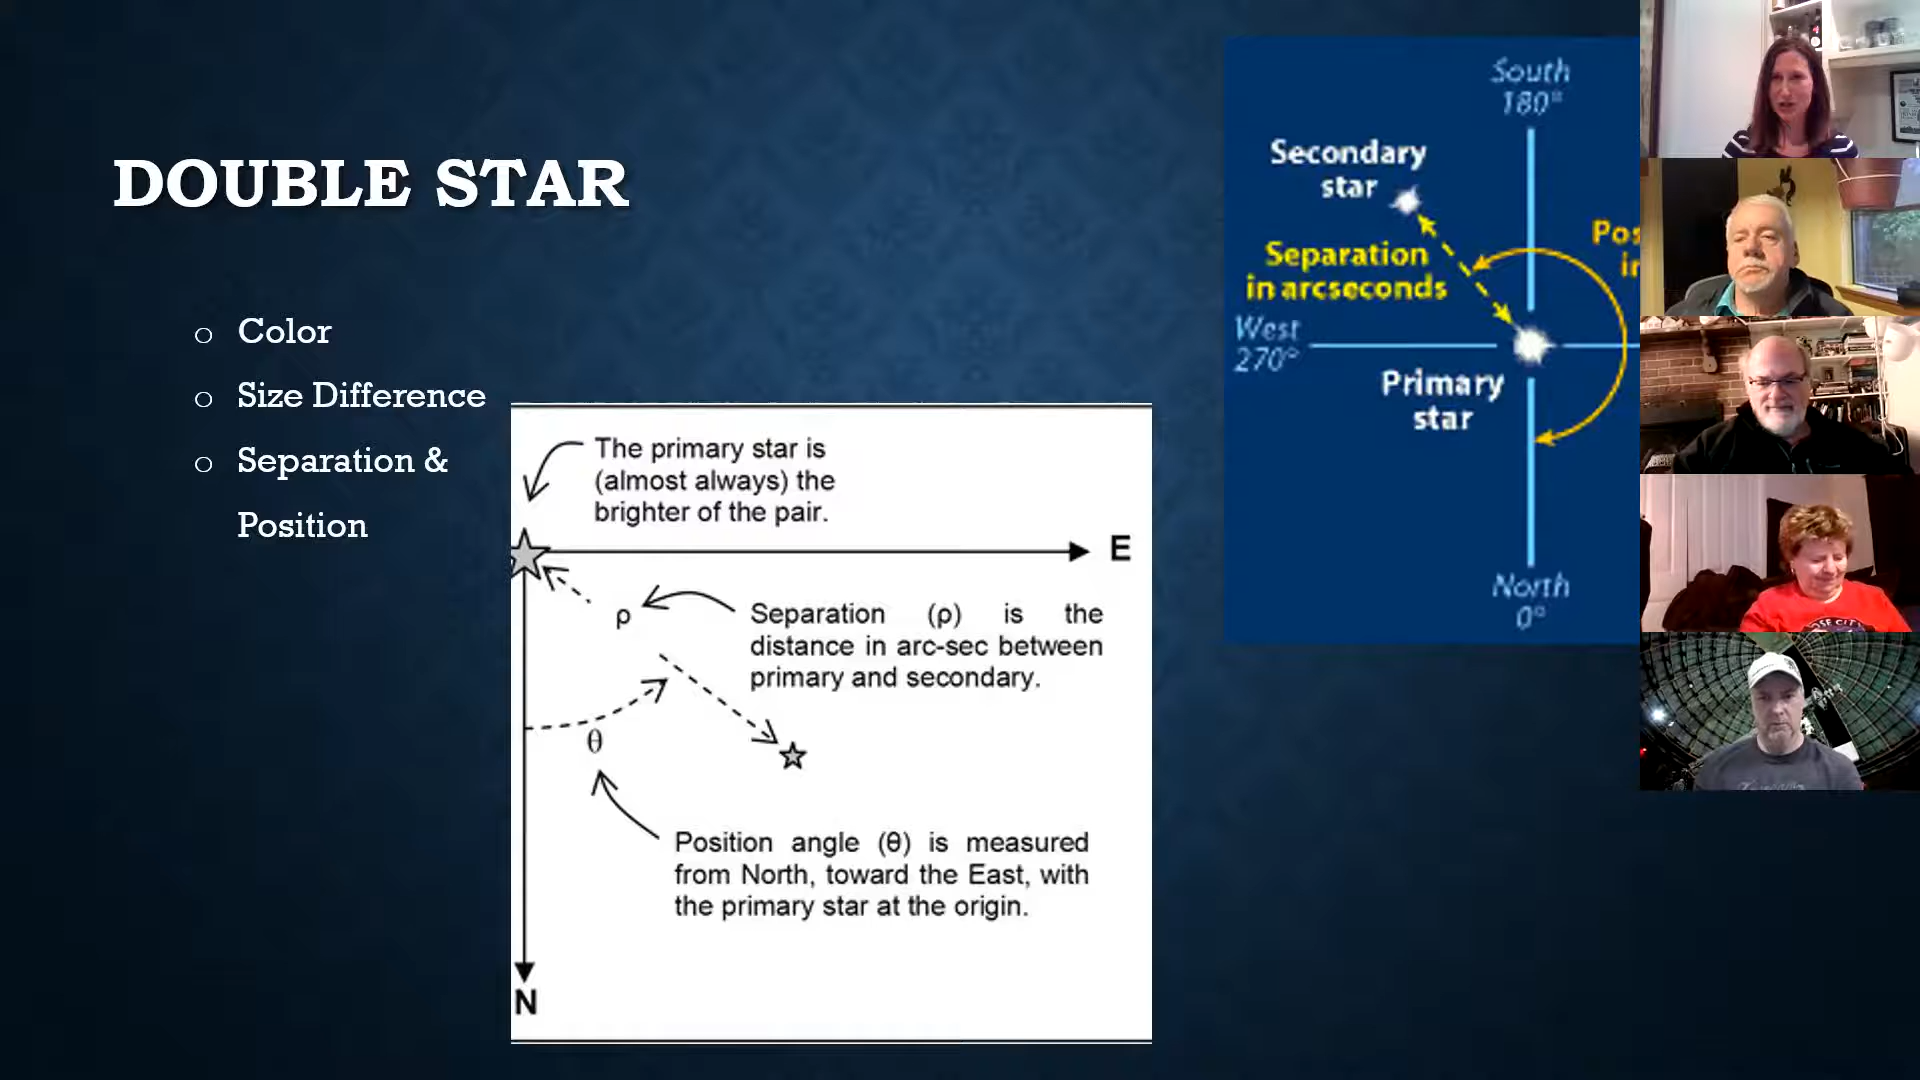 DOUBLE STAR
Color
Size Difference
Separation &
Position
The primary star is
(almost always) the
brighter of the pair.
E
ρ
Separation (ρ) is the
distance in arc-sec between
primary and secondary.
θ
Position angle (θ) is measured
from North, toward the East, with
the primary star at the origin.
N
South
180°
Secondary
star
Separation
in arcseconds
West
270°
Primary
star
North
0°